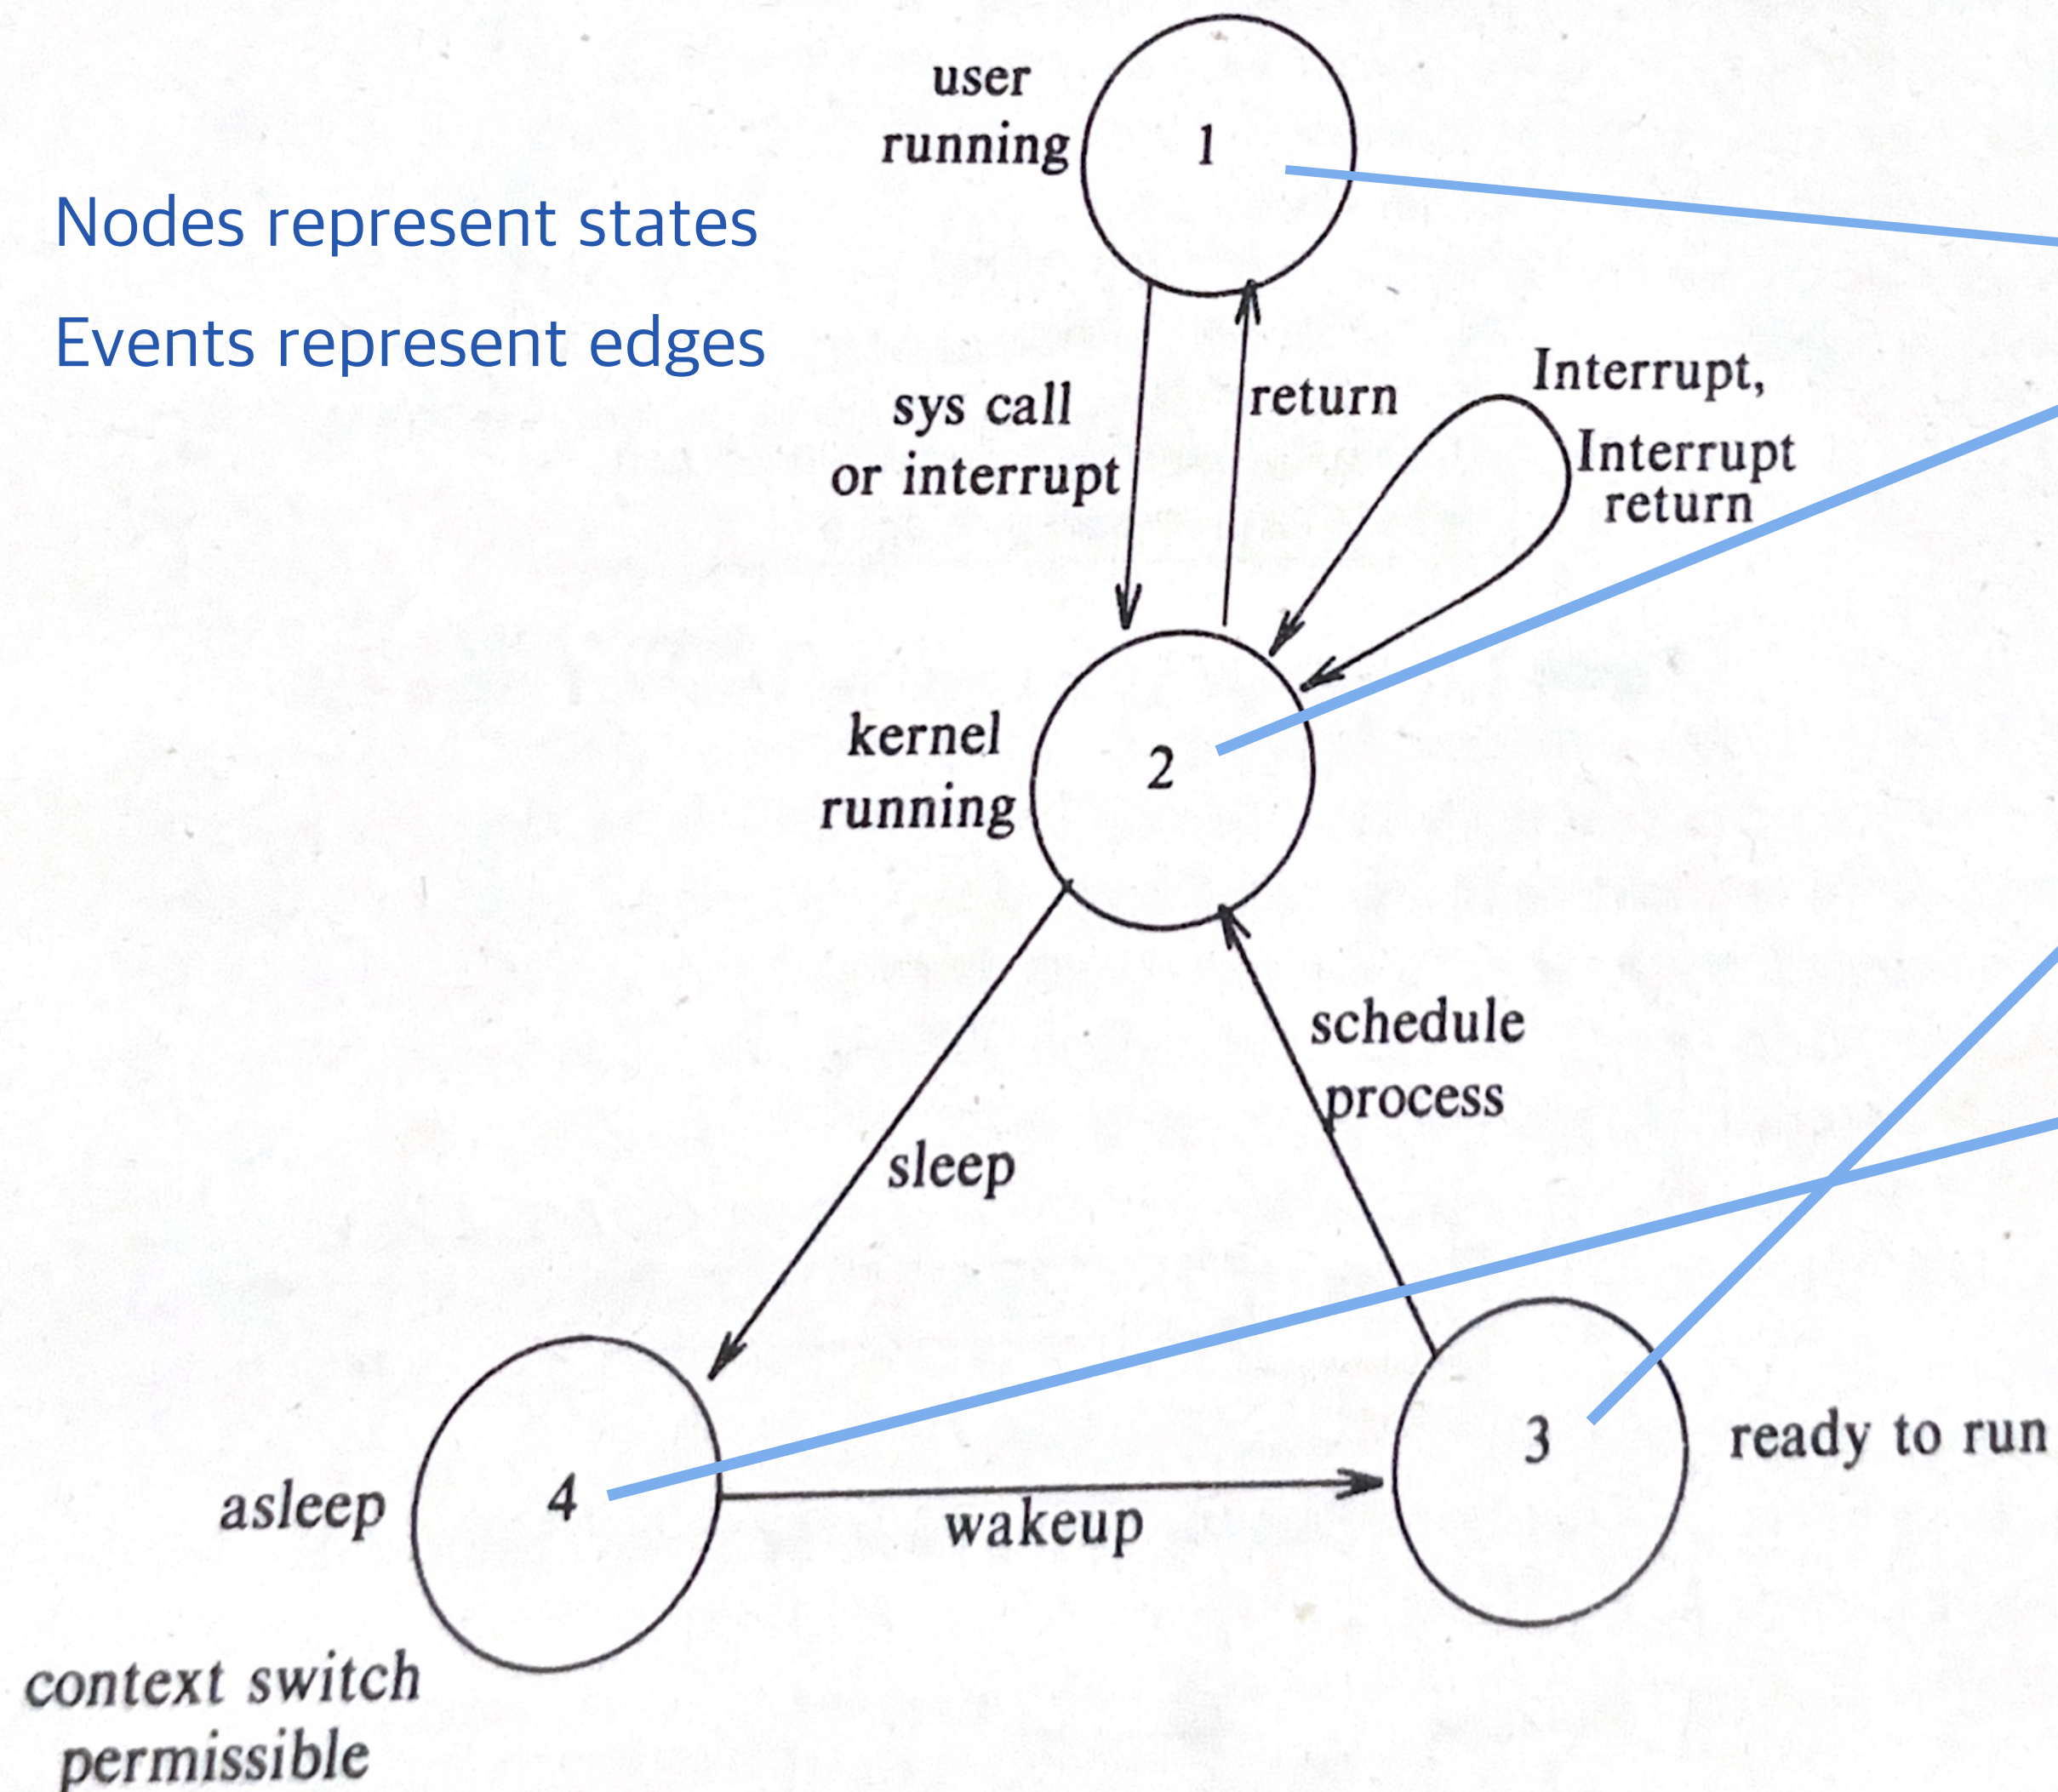 user
running
1
Nodes represent states
Events represent edges
sys call
or interrupt
return
Interrupt,
Interrupt
return
kernel
running
2
schedule
process
sleep
asleep
4
wakeup
3
ready to run
context switch
permissible